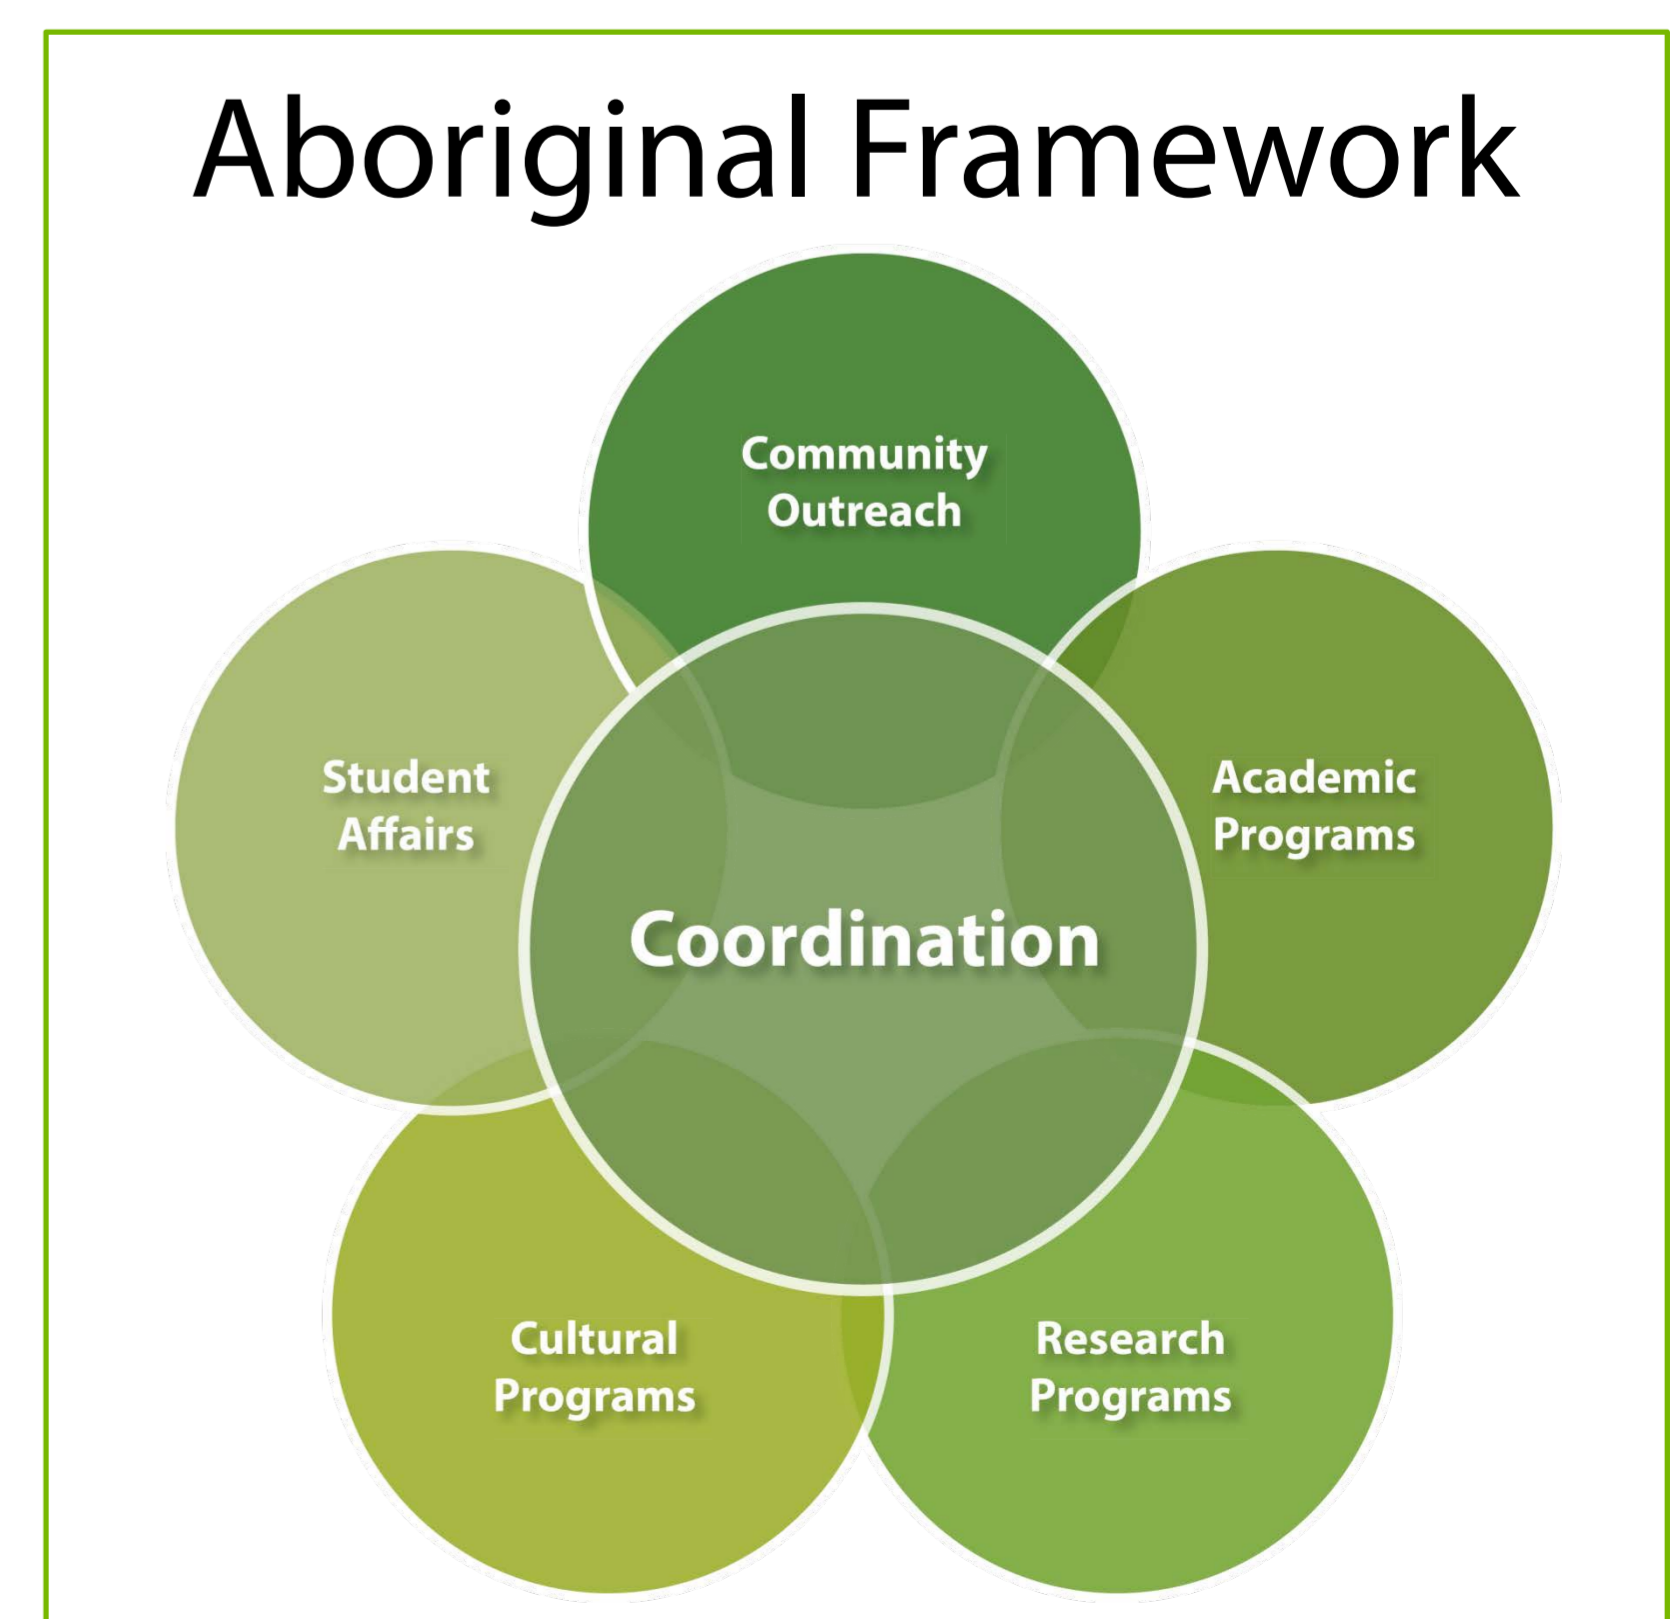 Aboriginal Framework
Community
Outreach
Student
Affairs
Academic
Programs
Coordination
Cultural
Programs
Research
Programs